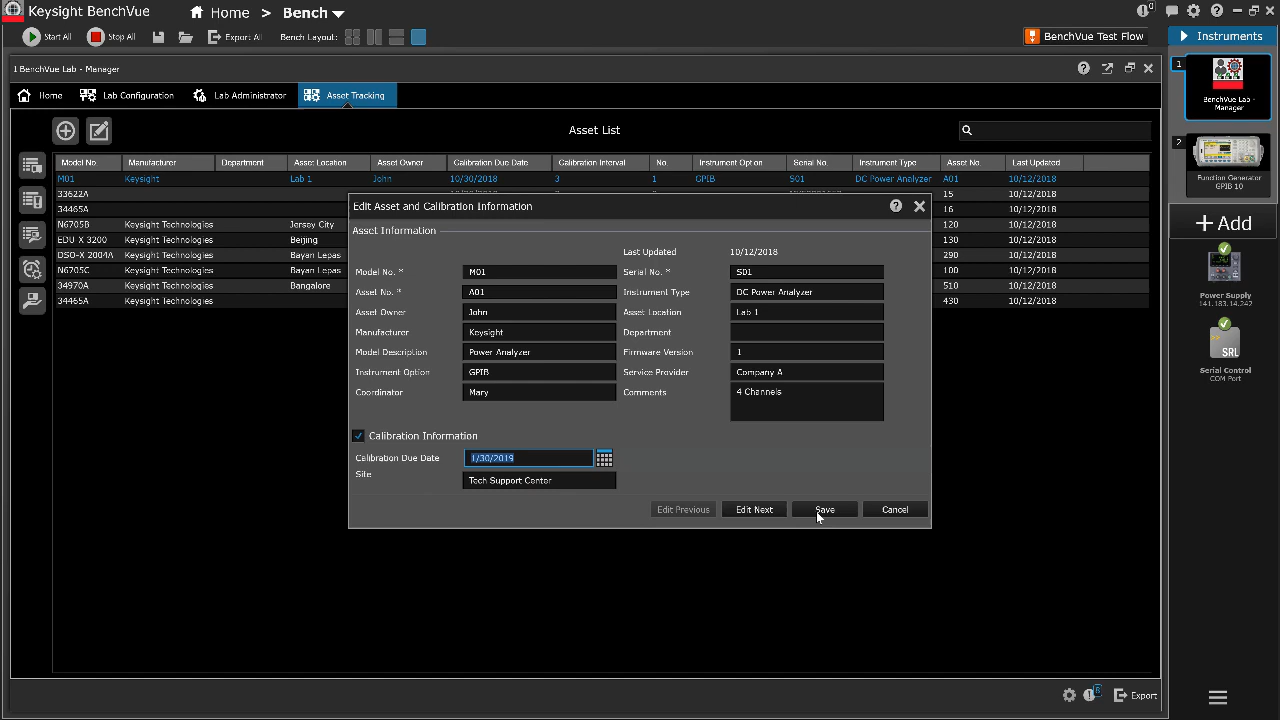 Keysight BenchVue Home > Bench 0
Start All Stop All Export All Bench Layout: BenchVue Test Flow Instruments
1 BenchVue Lab - Manager
Home Lab Configuration Lab Administrator Asset Tracking
1 BenchVue Lab - Manager
Asset List
Model No. Manufacturer Department Asset Location Asset Owner Calibration Due Date Calibration Interval No. Instrument Option Serial No. Instrument Type Asset No. Last Updated
M01 Keysight Lab 1 John 10/30/2018 3 1 GPIB S01 DC Power Analyzer A01 10/12/2018
33622A 15 10/12/2018
34465A 16 10/12/2018
N6705B Keysight Technologies Jersey City 120 10/12/2018
EDU-X 3200 Keysight Technologies Beijing 130 10/12/2018
DSO-X 2004A Keysight Technologies Bayan Lepas 290 10/12/2018
N6705C Keysight Technologies Bayan Lepas 100 10/12/2018
34970A Keysight Technologies Bangalore 510 10/12/2018
34465A Keysight Technologies 430 10/12/2018
Edit Asset and Calibration Information
Asset Information
Last Updated 10/12/2018
Model No. * M01 Serial No. * S01
Asset No. * A01 Instrument Type DC Power Analyzer
Asset Owner John Asset Location Lab 1
Manufacturer Keysight Department
Model Description Power Analyzer Firmware Version 1
Instrument Option GPIB Service Provider Company A
Coordinator Mary Comments 4 Channels
Calibration Information
Calibration Due Date 1/30/2019
Site Tech Support Center
Edit Previous Edit Next Save Cancel
2
Function Generator
GPIB 10
+ Add
Power Supply
141.183.14.242
SRL
Serial Control
COM Port
8 Export